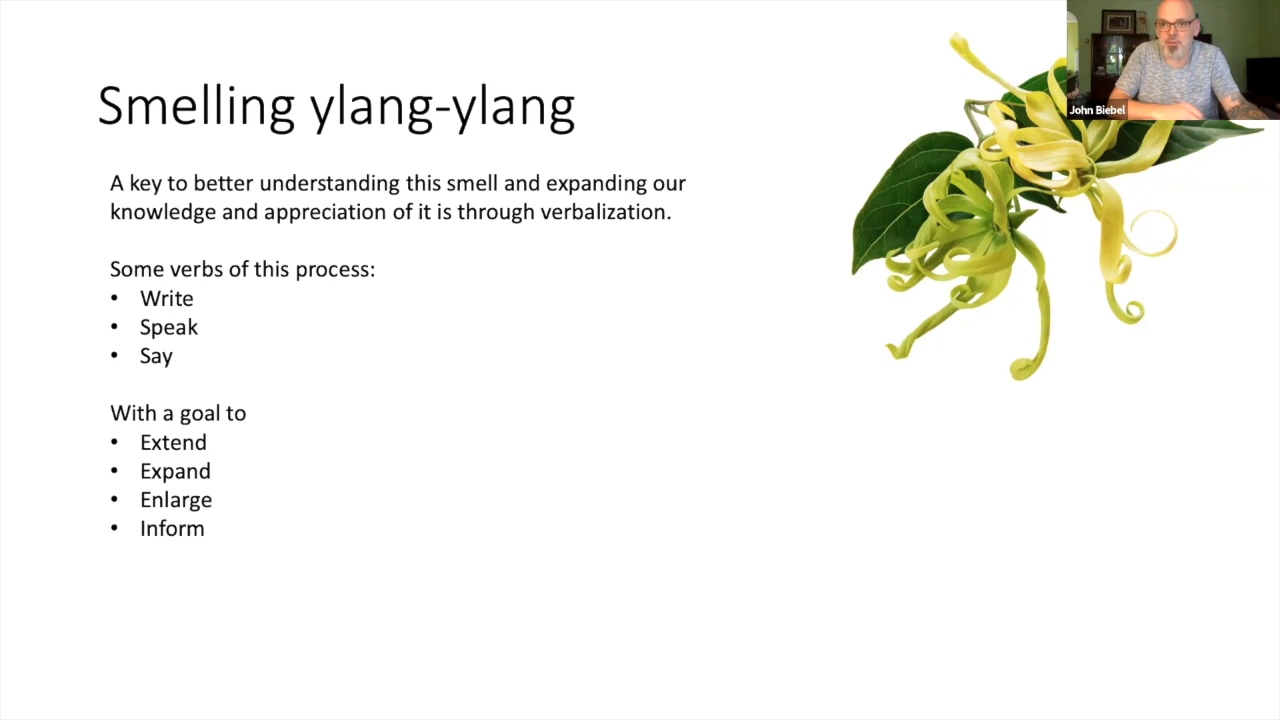 Smelling ylang-ylang
A key to better understanding this smell and expanding our
knowledge and appreciation of it is through verbalization.
Some verbs of this process:
• Write
• Speak
• Say
With a goal to
• Extend
• Expand
• Enlarge
• Inform
John Biebel